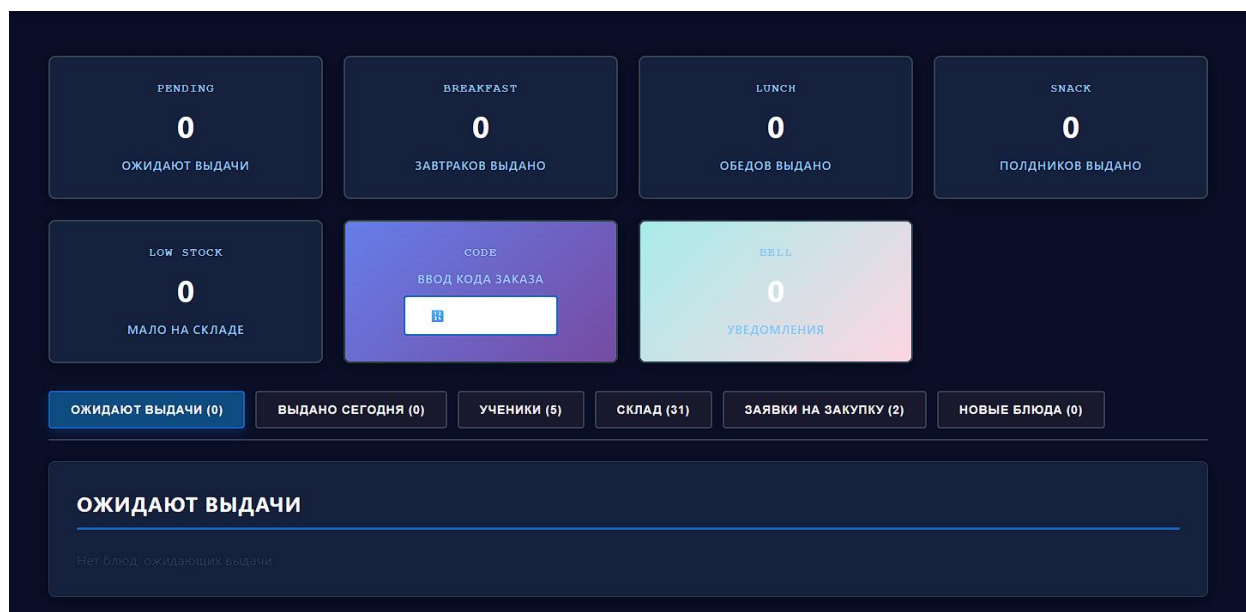 PENDING
0
ОЖИДАЮТ ВЫДАЧИ
BREAKFAST
0
ЗАВТРАКОВ ВЫДАНО
LUNCH
0
ОБЕДОВ ВЫДАНО
SNACK
0
ПОЛДНИКОВ ВЫДАНО
LOW STOCK
0
МАЛО НА СКЛАДЕ
CODE
ВВОД КОДА ЗАКАЗА
🔢
BELL
0
УВЕДОМЛЕНИЯ
ОЖИДАЮТ ВЫДАЧИ (0)
ВЫДАНО СЕГОДНЯ (0)
УЧЕНИКИ (5)
СКЛАД (31)
ЗАЯВКИ НА ЗАКУПКУ (2)
НОВЫЕ БЛЮДА (0)
ОЖИДАЮТ ВЫДАЧИ
Нет блюд, ожидающих выдачи